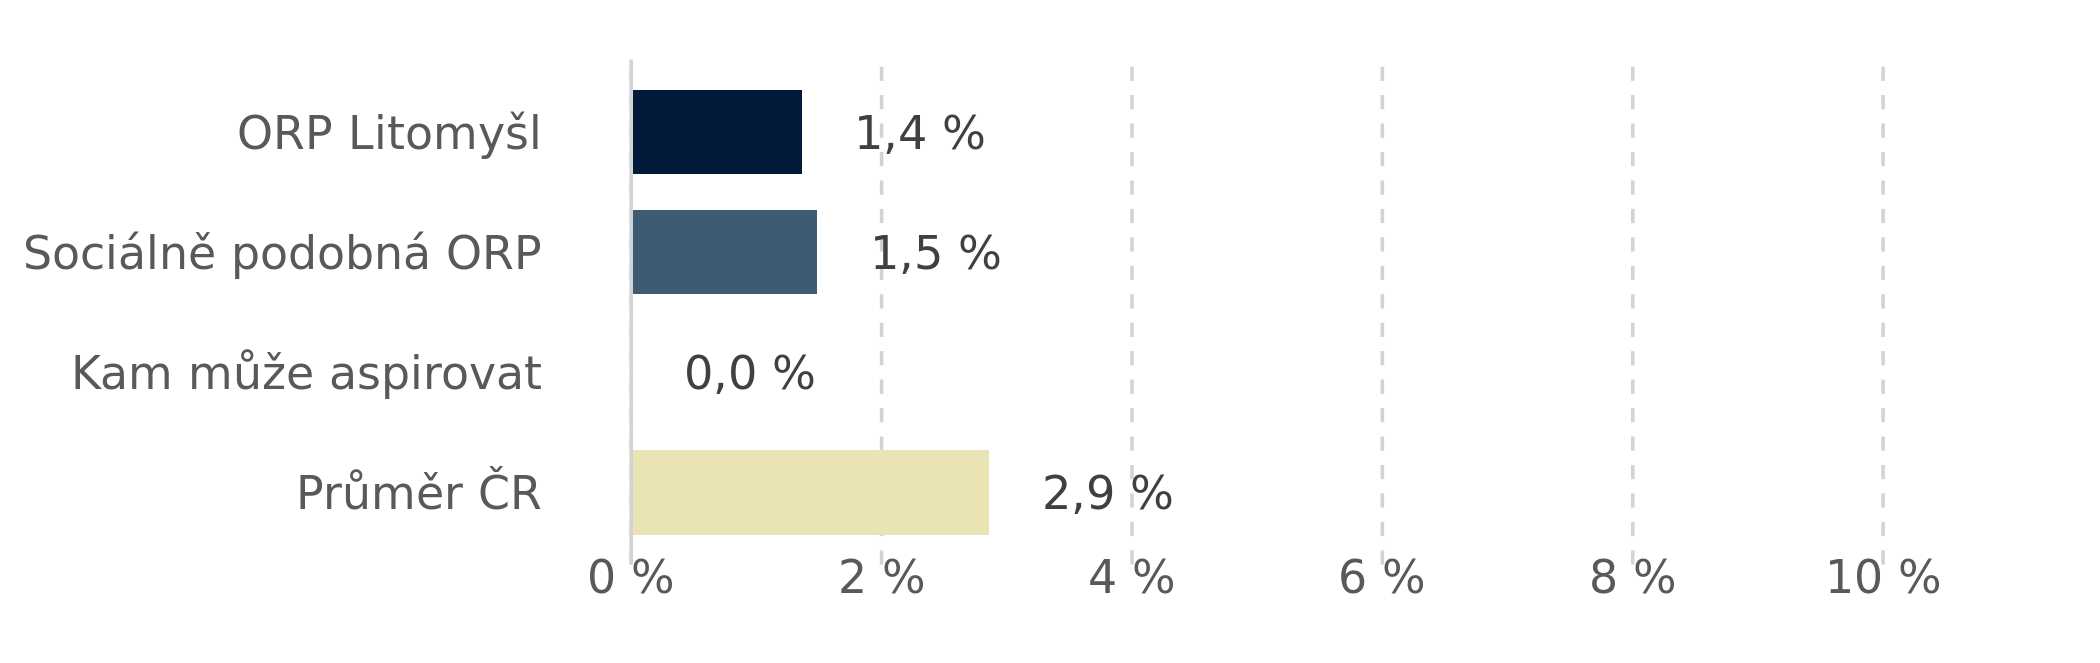 ORP Litomyšl 1,4 %
Sociálně podobná ORP 1,5 %
Kam může aspirovat 0,0 %
Průměr ČR 2,9 %
0 % 2 % 4 % 6 % 8 % 10 %